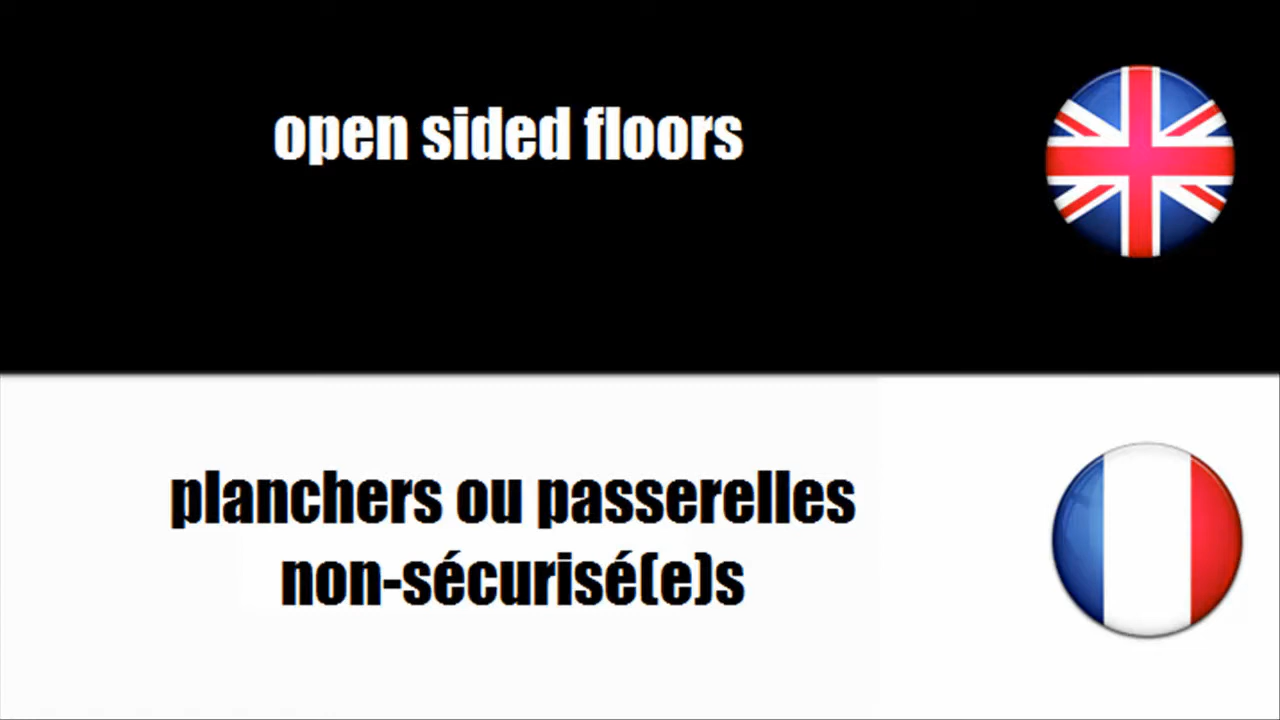 open sided floors
planchers ou passerelles
non-sécurisé(e)s